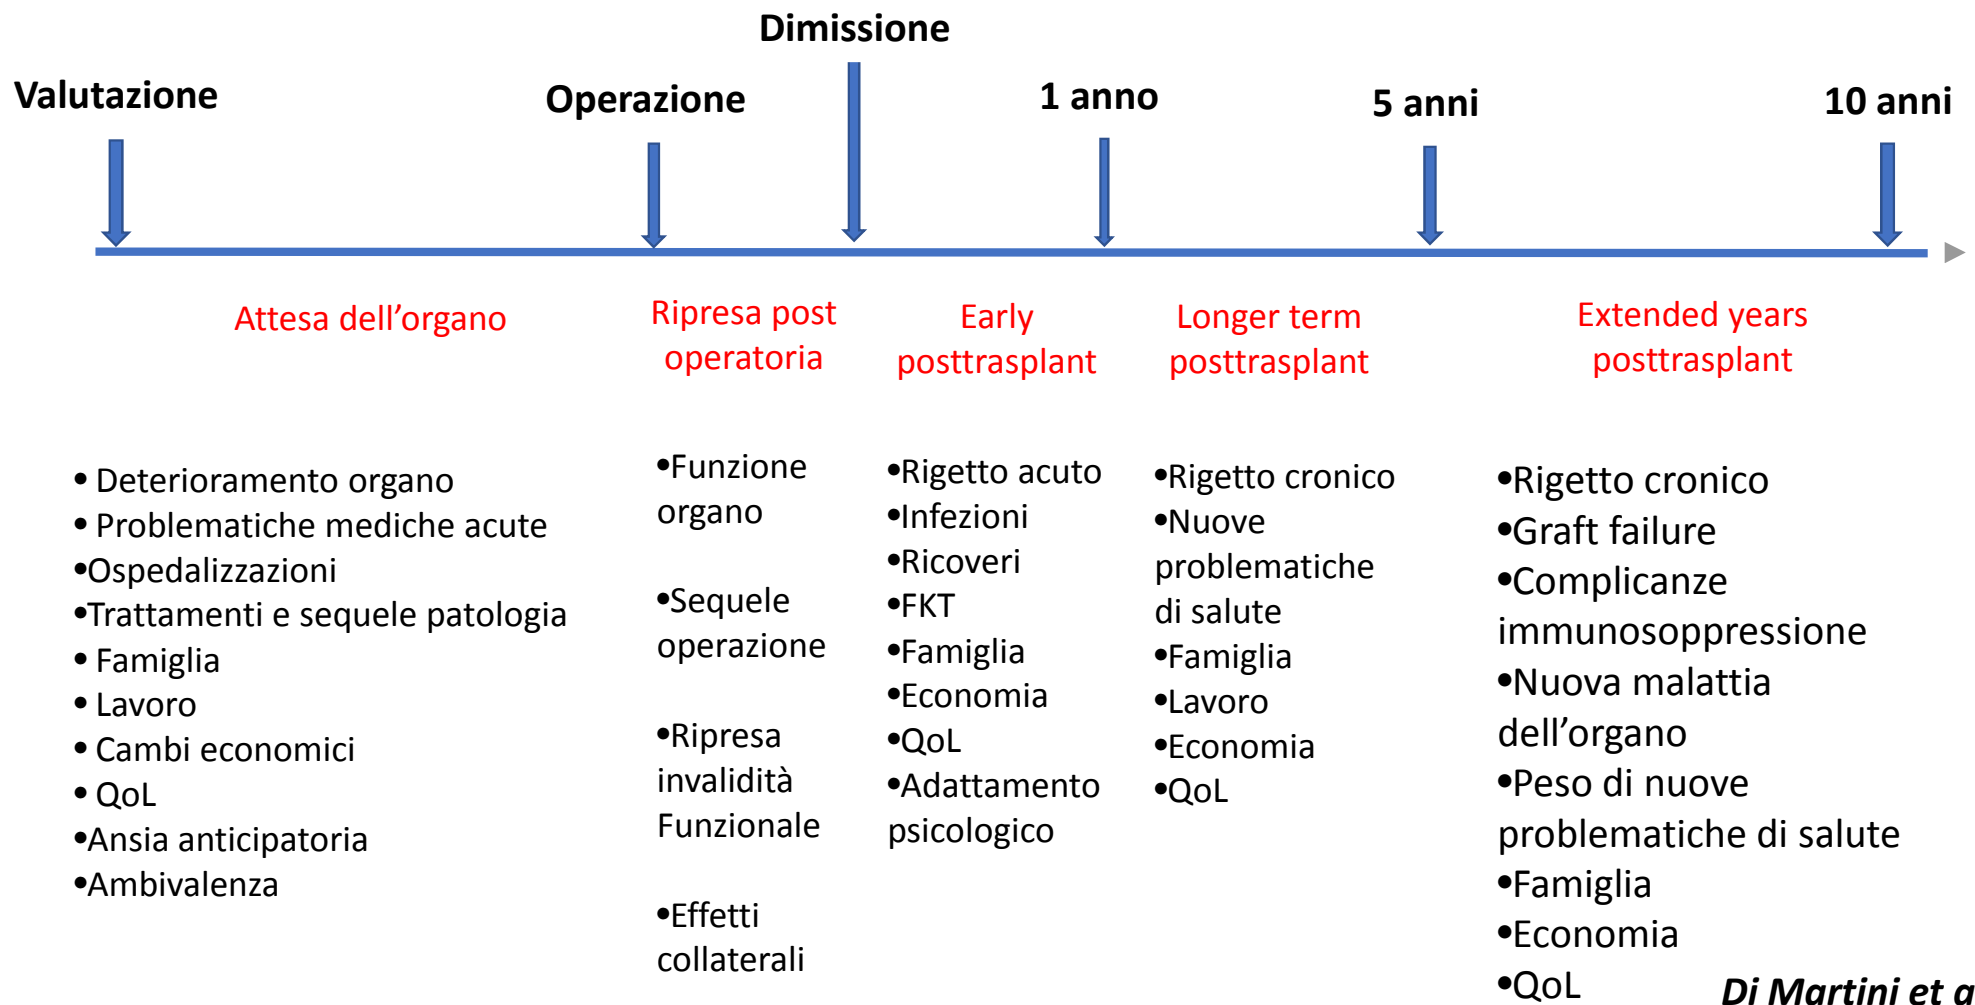 Dimissione
Valutazione
Operazione
1 anno
5 anni
10 anni
Attesa dell’organo
Ripresa post
operatoria
Early
posttrasplant
Longer term
posttrasplant
Extended years
posttrasplant
• Deterioramento organo
• Problematiche mediche acute
•Ospedalizzazioni
•Trattamenti e sequele patologia
• Famiglia
• Lavoro
• Cambi economici
• QoL
•Ansia anticipatoria
•Ambivalenza
•Funzione
organo
•Sequele
operazione
•Ripresa
invalidità
Funzionale
•Effetti
collaterali
•Rigetto acuto
•Infezioni
•Ricoveri
•FKT
•Famiglia
•Economia
•QoL
•Adattamento
psicologico
•Rigetto cronico
•Nuove
problematiche
di salute
•Famiglia
•Lavoro
•Economia
•QoL
•Rigetto cronico
•Graft failure
•Complicanze
immunosoppressione
•Nuova malattia
dell’organo
•Peso di nuove
problematiche di salute
•Famiglia
•Economia
•QoL
Di Martini et a